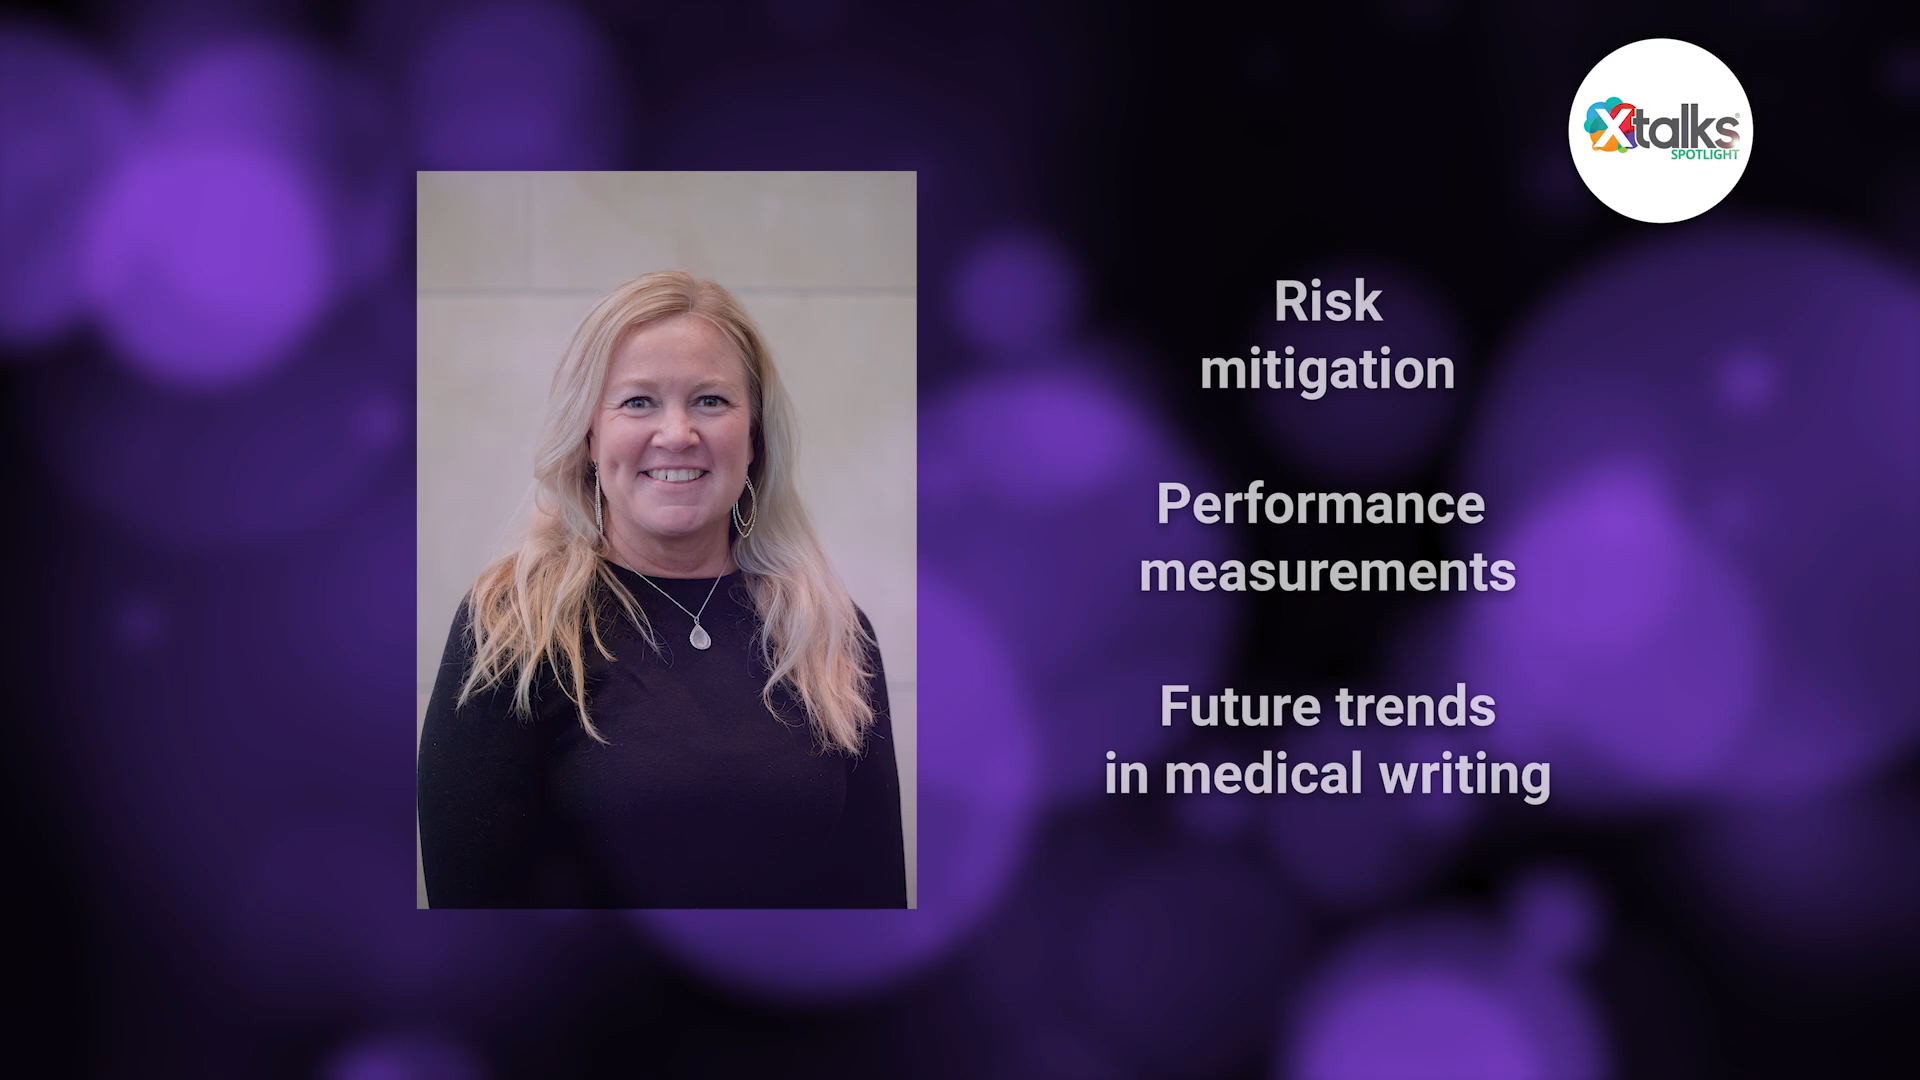 Xtalks
SPOTLIGHT
Risk
mitigation
Performance
measurements
Future trends
in medical writing